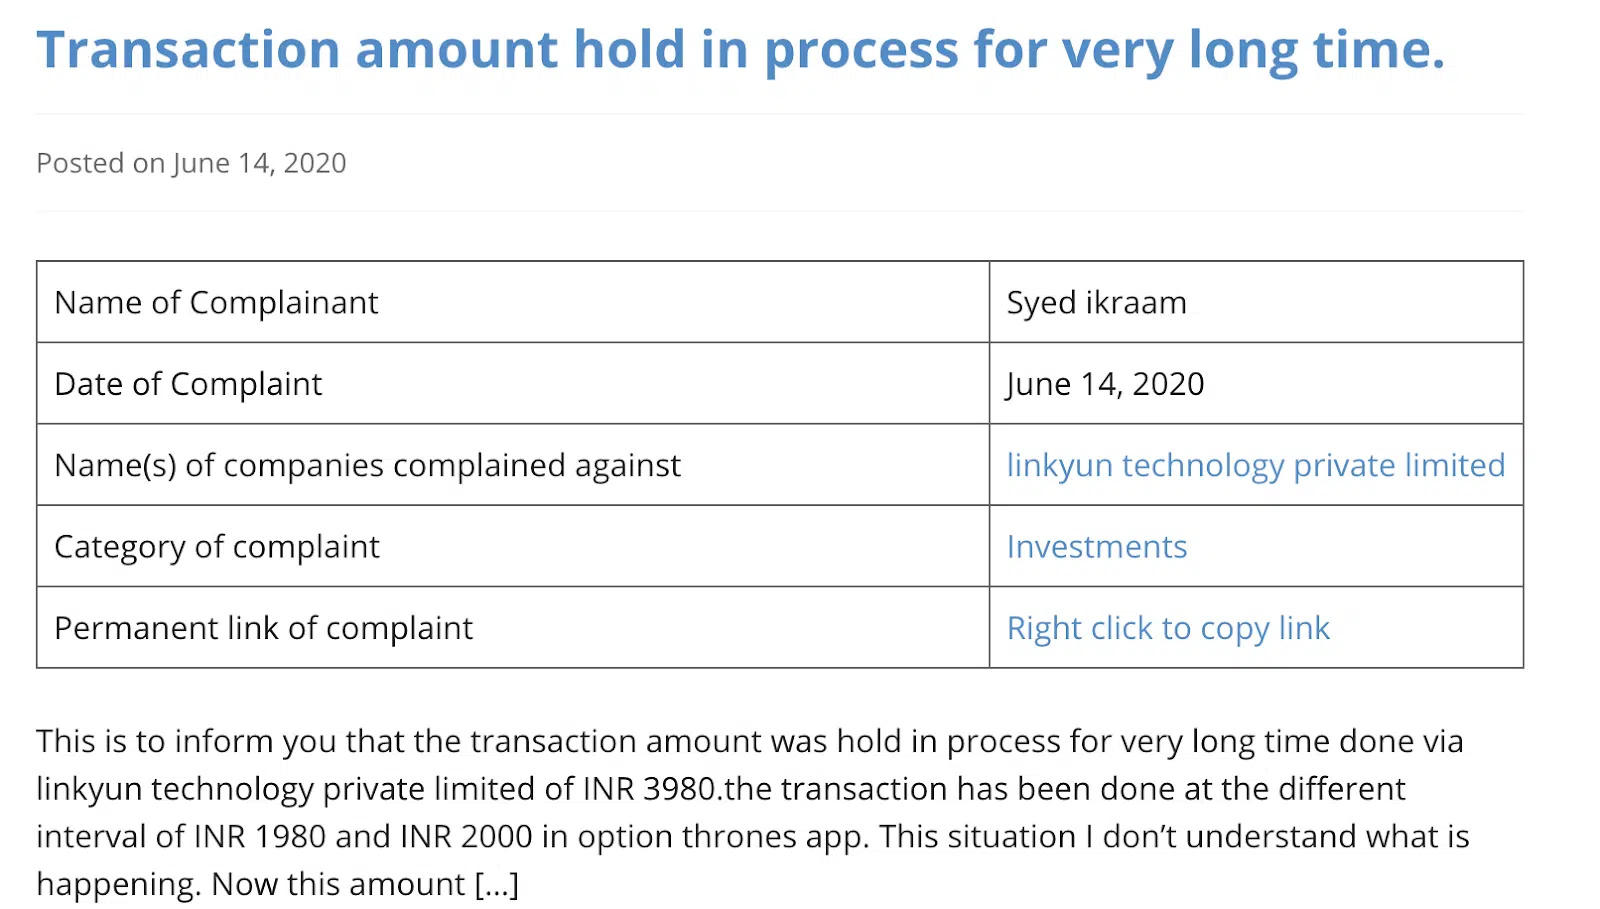 Transaction amount hold in process for very long time.
Posted on June 14, 2020
Name of Complainant
Syed ikraam
Date of Complaint
June 14, 2020
Name(s) of companies complained against
linkyun technology private limited
Category of complaint
Investments
Permanent link of complaint
Right click to copy link
This is to inform you that the transaction amount was hold in process for very long time done via
linkyun technology private limited of INR 3980.the transaction has been done at the different
interval of INR 1980 and INR 2000 in option thrones app. This situation I don’t understand what is
happening. Now this amount [...]